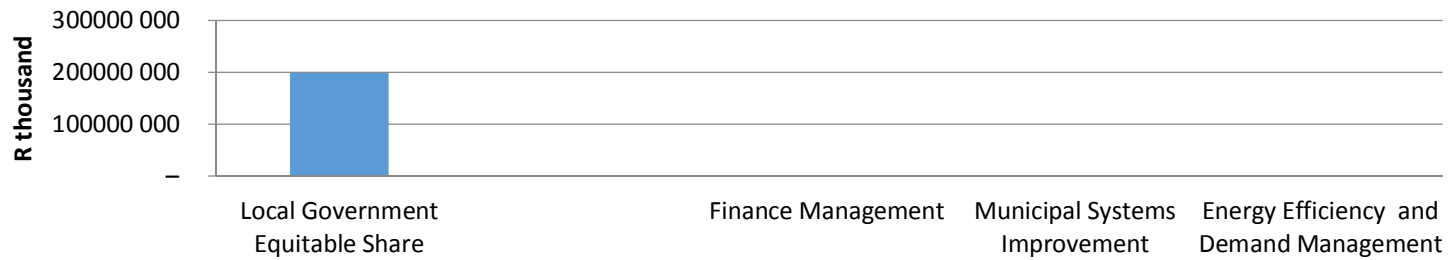 R thousand
300000 000
200000 000
100000 000
–
Local Government
Equitable Share
Finance Management
Municipal Systems
Improvement
Energy Efficiency  and
Demand Management